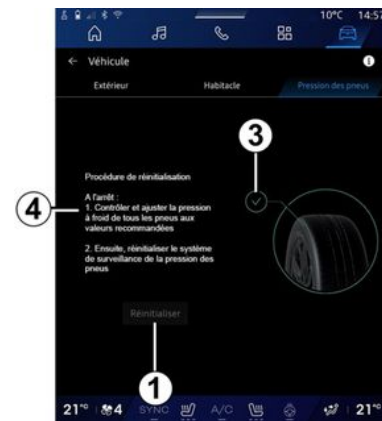 10°C 14:57
← Véhicule
Extérieur Habitacle Pression des pneus
3
Procédure de réinitialisation
A l'arrêt :
1. Contrôler et ajuster la pression
à froid de tous les pneus aux
valeurs recommandées
4
2. Ensuite, réinitialiser le système
de surveillance de la pression des
pneus
Réinitialiser
1
21°° 4 SYNC A/C 21°°